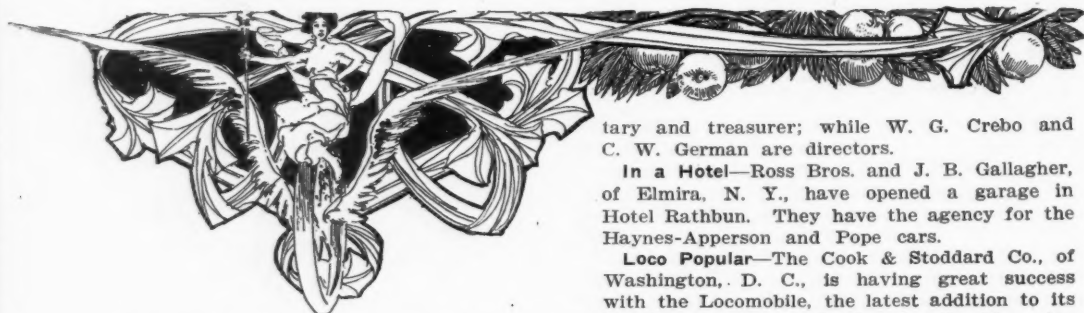 tary and treasurer; while W. G. Crebo and
C. W. German are directors.
In a Hotel—Ross Bros. and J. B. Gallagher,
of Elmira, N. Y., have opened a garage in
Hotel Rathbun. They have the agency for the
Haynes-Apperson and Pope cars.
Loco Popular—The Cook & Stoddard Co., of
Washington, D. C., is having great success
with the Locomobile, the latest addition to its